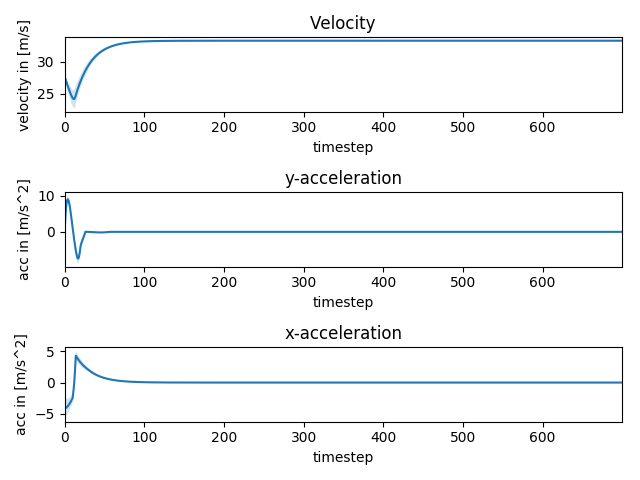 Velocity
velocity in [m/s]
30
25
0 100 200 300 400 500 600
timestep
y-acceleration
acc in [m/s^2]
10
0
0 100 200 300 400 500 600
timestep
x-acceleration
acc in [m/s^2]
5
0
−5
0 100 200 300 400 500 600
timestep